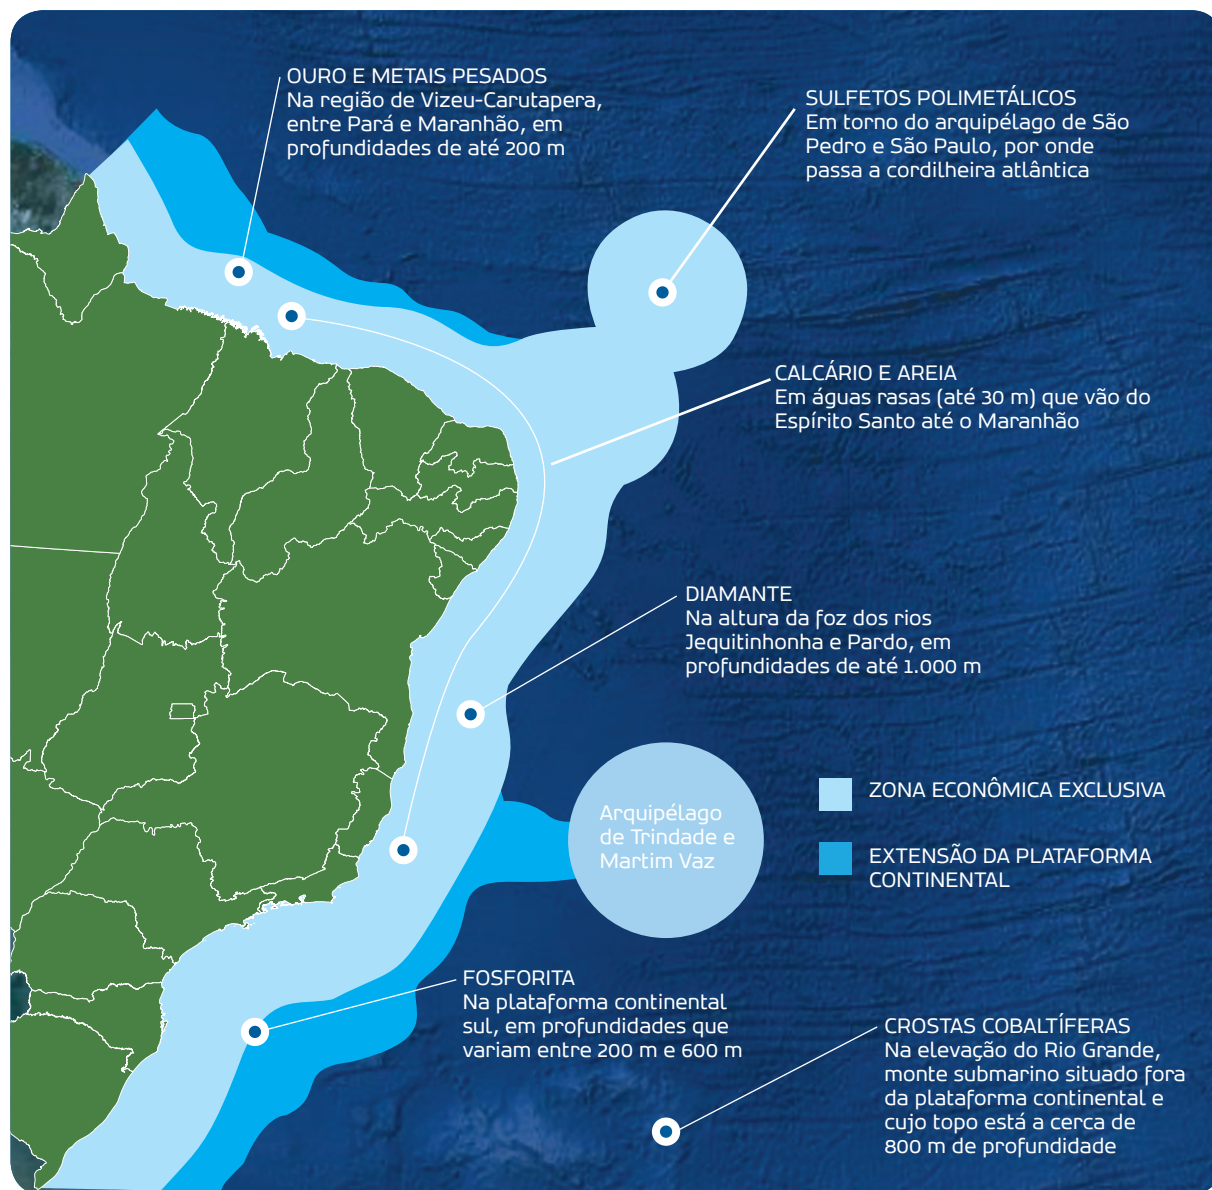 OURO E METAIS PESADOS
Na região de Vizeu-Carutapera,
entre Pará e Maranhão, em
profundidades de até 200 m
SULFETOS POLIMETÁLICOS
Em torno do arquipélago de São
Pedro e São Paulo, por onde
passa a cordilheira atlântica
CALCÁRIO E AREIA
Em águas rasas (até 30 m) que vão do
Espírito Santo até o Maranhão
DIAMANTE
Na altura da foz dos rios
Jequitinhonha e Pardo, em
profundidades de até 1.000 m
Arquipélago
de Trindade e
Martim Vaz
ZONA ECONÔMICA EXCLUSIVA
EXTENSÃO DA PLATAFORMA
CONTINENTAL
FOSFORITA
Na plataforma continental
sul, em profundidades que
variam entre 200 m e 600 m
CROSTAS COBALTÍFERAS
Na elevação do Rio Grande,
monte submarino situado fora
da plataforma continental e
cujo topo está a cerca de
800 m de profundidade